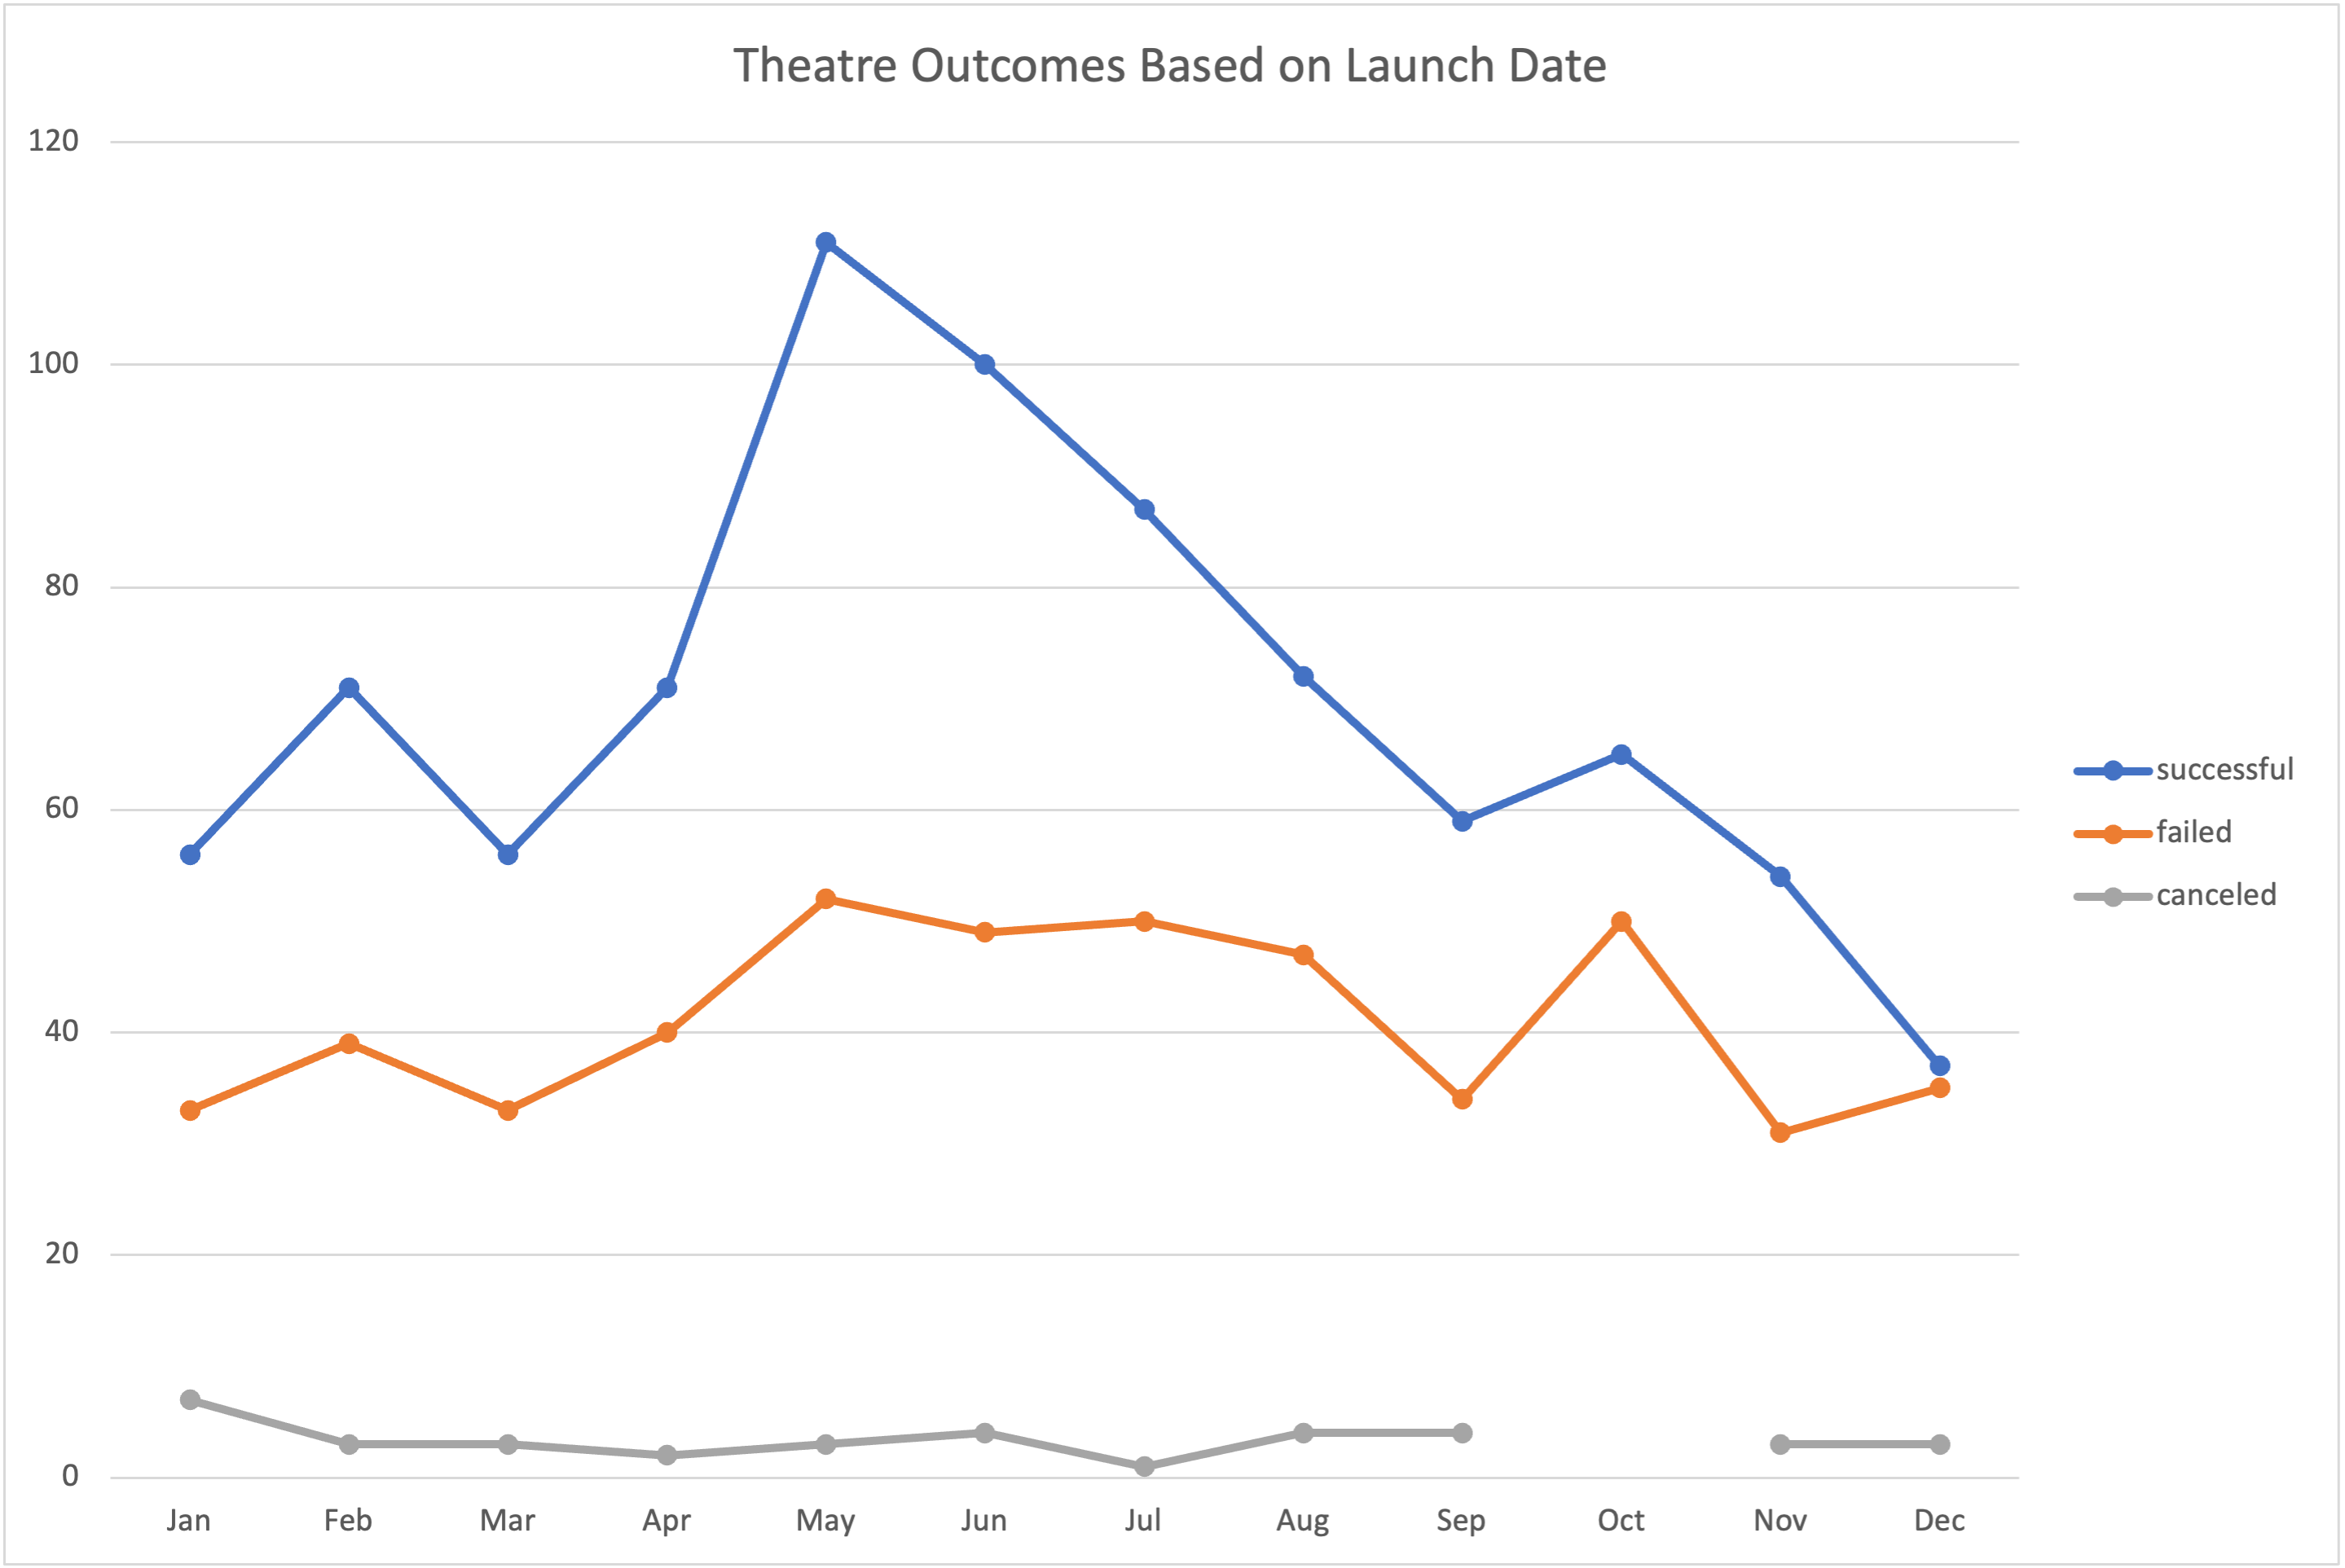 Theatre Outcomes Based on Launch Date
120
100
80
60
40
20
0
Jan Feb Mar Apr May Jun Jul Aug Sep Oct Nov Dec
successful
failed
canceled